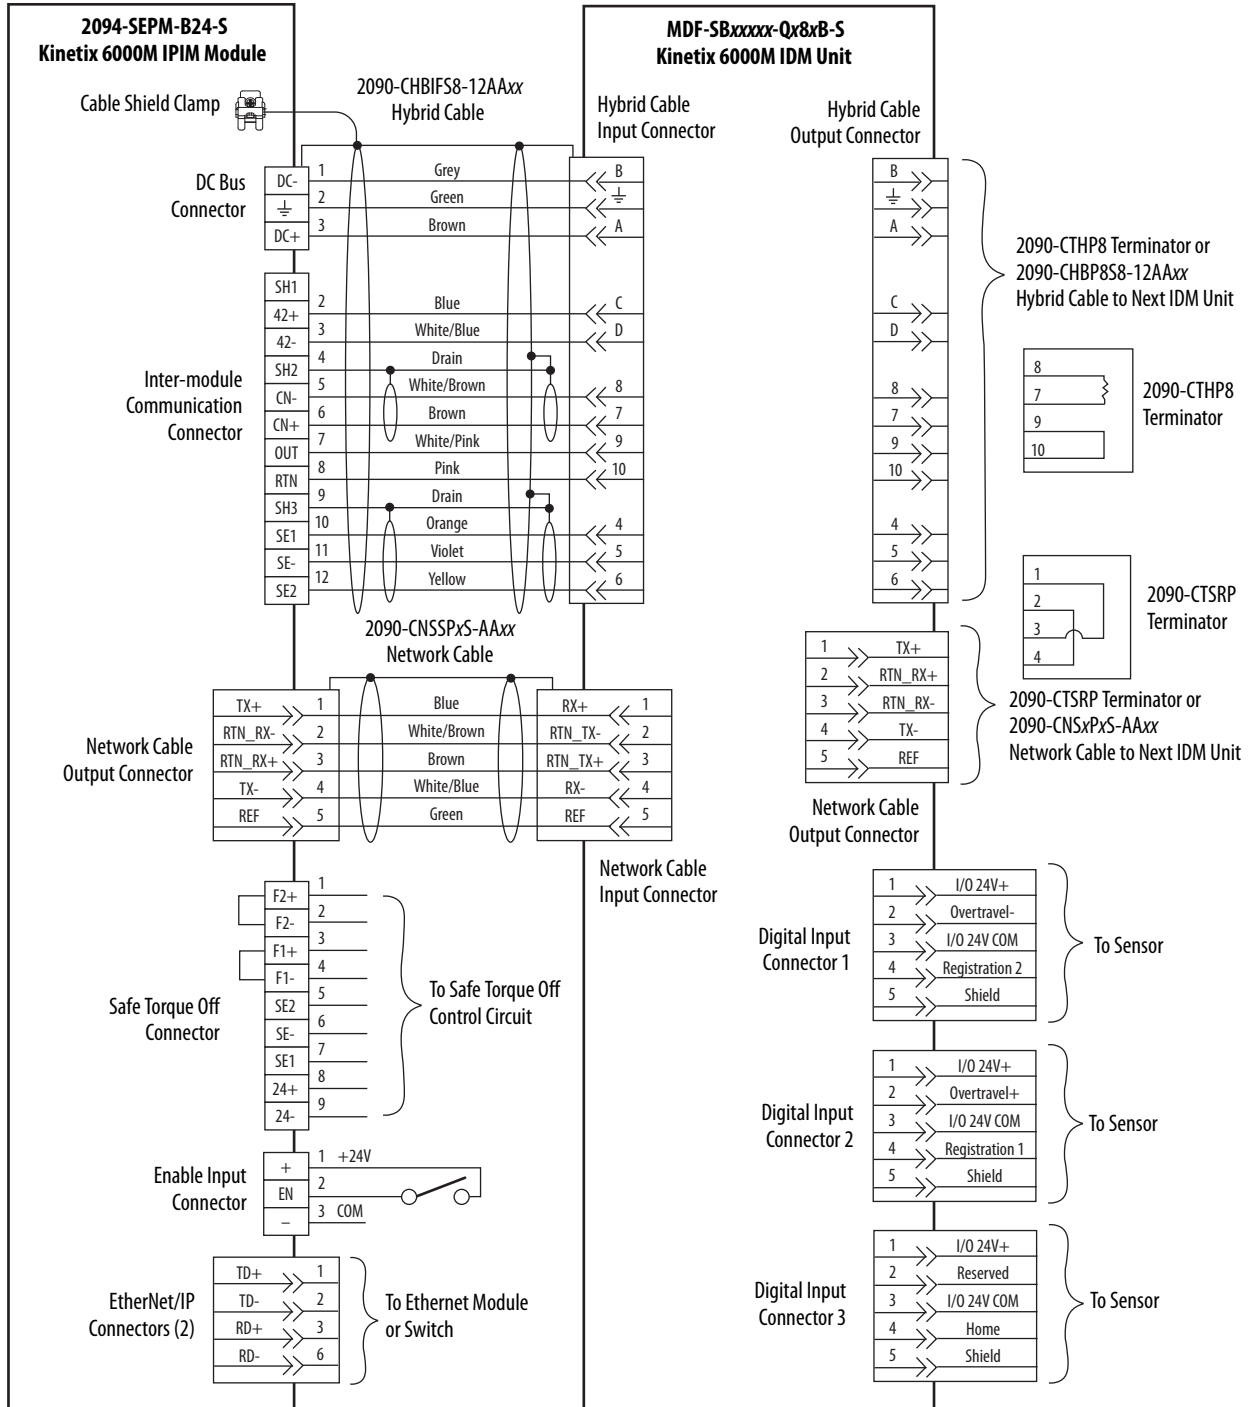 2094-SEPM-B24-S
Kinetix 6000M IPIM Module
MDF-SBxxxxx-Qx8xB-S
Kinetix 6000M IDM Unit
Cable Shield Clamp
2090-CHBIFS8-12AAxx
Hybrid Cable
Hybrid Cable
Input Connector
Hybrid Cable
Output Connector
DC Bus
Connector
DC- 1 Grey B
2 Green
DC+ 3 Brown A
B
A
2090-CTHP8 Terminator or
2090-CHBP8S8-12AAxx
Hybrid Cable to Next IDM Unit
Inter-module
Communication
Connector
SH1
42+ 2 Blue C
42- 3 White/Blue D
SH2 4 Drain
CN- 5 White/Brown 8
CN+ 6 Brown 7
OUT 7 White/Pink 9
RTN 8 Pink 10
SH3 9 Drain
SE1 10 Orange 4
SE- 11 Violet 5
SE2 12 Yellow 6
C
D
8
7
9
10
4
5
6
8
7
9
10
2090-CTHP8
Terminator
1
2
3
4
2090-CTSRP
Terminator
2090-CNSSPxS-AAxx
Network Cable
Network Cable
Output Connector
TX+ 1 Blue RX+ 1
RTN_RX- 2 White/Brown RTN_TX- 2
RTN_RX+ 3 Brown RTN_TX+ 3
TX- 4 White/Blue RX- 4
REF 5 Green REF 5
Network Cable
Input Connector
1 TX+
2 RTN_RX+
3 RTN_RX-
4 TX-
5 REF
2090-CTSRP Terminator or
2090-CNSxPxS-AAxx
Network Cable to Next IDM Unit
Network Cable
Output Connector
Safe Torque Off
Connector
F2+ 1
F2- 2
F1+ 3
F1- 4
SE2 5
SE- 6
SE1 7
24+ 8
24- 9
To Safe Torque Off
Control Circuit
Digital Input
Connector 1
1 I/O 24V+
2 Overtravel-
3 I/O 24V COM
4 Registration 2
5 Shield
To Sensor
Digital Input
Connector 2
1 I/O 24V+
2 Overtravel+
3 I/O 24V COM
4 Registration 1
5 Shield
To Sensor
Enable Input
Connector
+ 1 +24V
EN 2
– 3 COM
Digital Input
Connector 3
1 I/O 24V+
2 Reserved
3 I/O 24V COM
4 Home
5 Shield
To Sensor
EtherNet/IP
Connectors (2)
TD+ 1
TD- 2
RD+ 3
RD- 6
To Ethernet Module
or Switch